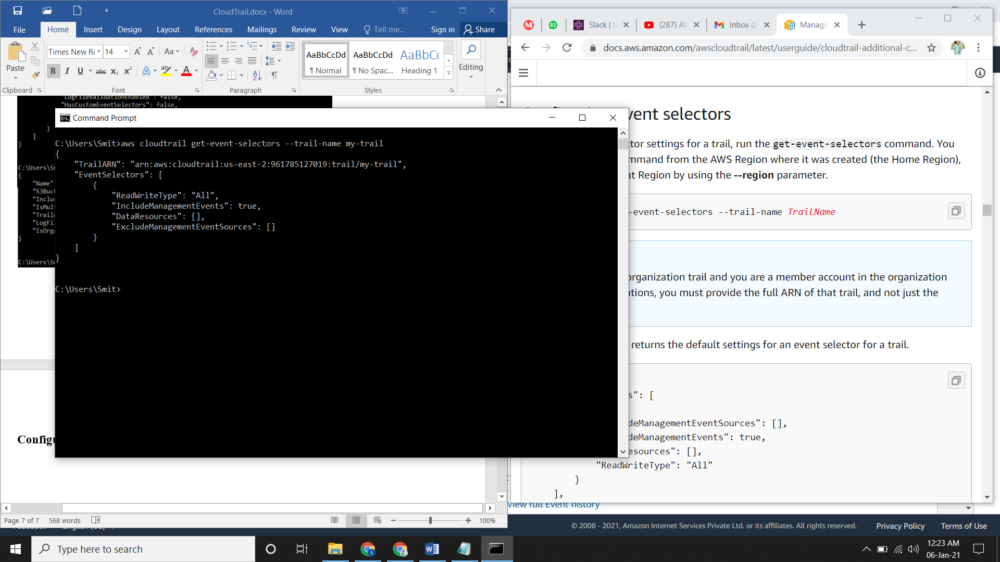 CloudTrail.docx - Word
File
Home
Insert
Design
Layout
References
Mailings
Review
View
Tell me...
Sign in
Share
Paste
Clipboard
Times New Ro
14
Aa
B I U abc x₂ x²
Font
Paragraph
AaBbCcDd
¶ Normal
AaBbCcDd
¶ No Spac...
AaBbCc
Heading 1
Styles
Editing
"LogFileValidationEnabled": false,
"HasCustomEventSelectors": false,
}
]
}
C:\Users\S
{
"Name"
"S3Buc
"Inclu
"IsMul
"Trail
"LogFi
"IsOrg
}
C:\Users\S
Command Prompt
C:\Users\Smit>aws cloudtrail get-event-selectors --trail-name my-trail
{
"TrailARN": "arn:aws:cloudtrail:us-east-2:961785127019:trail/my-trail",
"EventSelectors": [
{
"ReadWriteType": "All",
"IncludeManagementEvents": true,
"DataResources": [],
"ExcludeManagementEventSources": []
}
]
}
C:\Users\Smit>
Configu
Page 7 of 7
568 words
100%
82
Slack | t
(287) A
Inbox (2
Managin
docs.aws.amazon.com/awscloudtrail/latest/userguide/cloudtrail-additional-c...
vent selectors
tor settings for a trail, run the get-event-selectors command. You
mmand from the AWS Region where it was created (the Home Region),
at Region by using the --region parameter.
-event-selectors --trail-name TrailName
organization trail and you are a member account in the organization
tions, you must provide the full ARN of that trail, and not just the
returns the default settings for an event selector for a trail.
s": [
deManagementEventSources": [],
deManagementEvents": true,
esources": [],
"ReadWriteType": "All"
}
],
View full Event history
© 2008 - 2021, Amazon Internet Services Private Ltd. or its affiliates. All rights reserved.
Privacy Policy
Terms of Use
Type here to search
12:23 AM
06-Jan-21